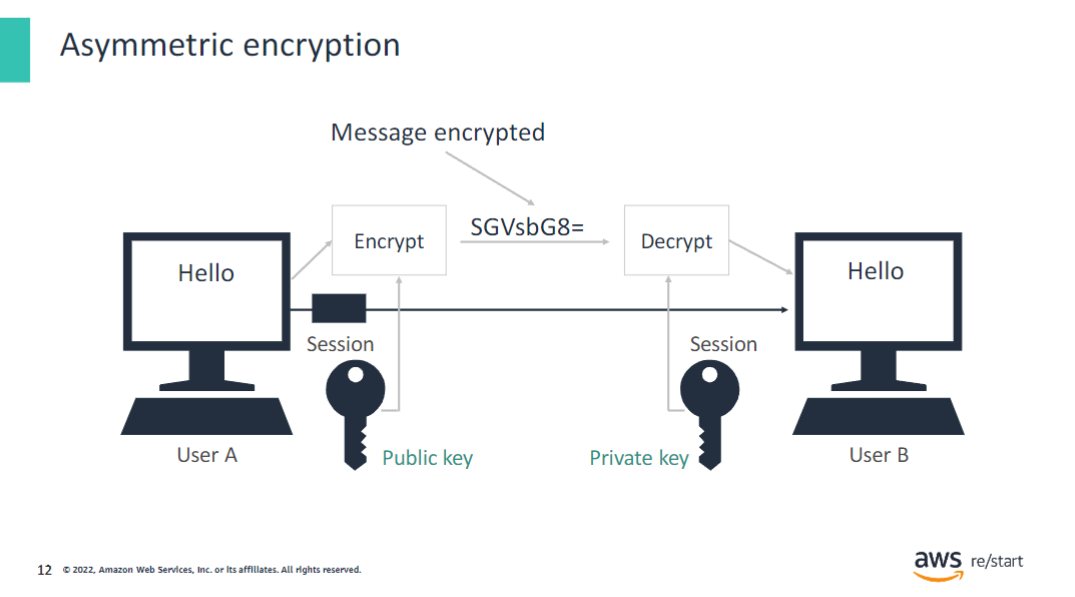 Asymmetric encryption
Message encrypted
Encrypt
SGVsbG8=
Decrypt
Hello
Hello
Session
Session
Public key
Private key
User A
User B
12 © 2022, Amazon Web Services, Inc. or its affiliates. All rights reserved.
aws re/start